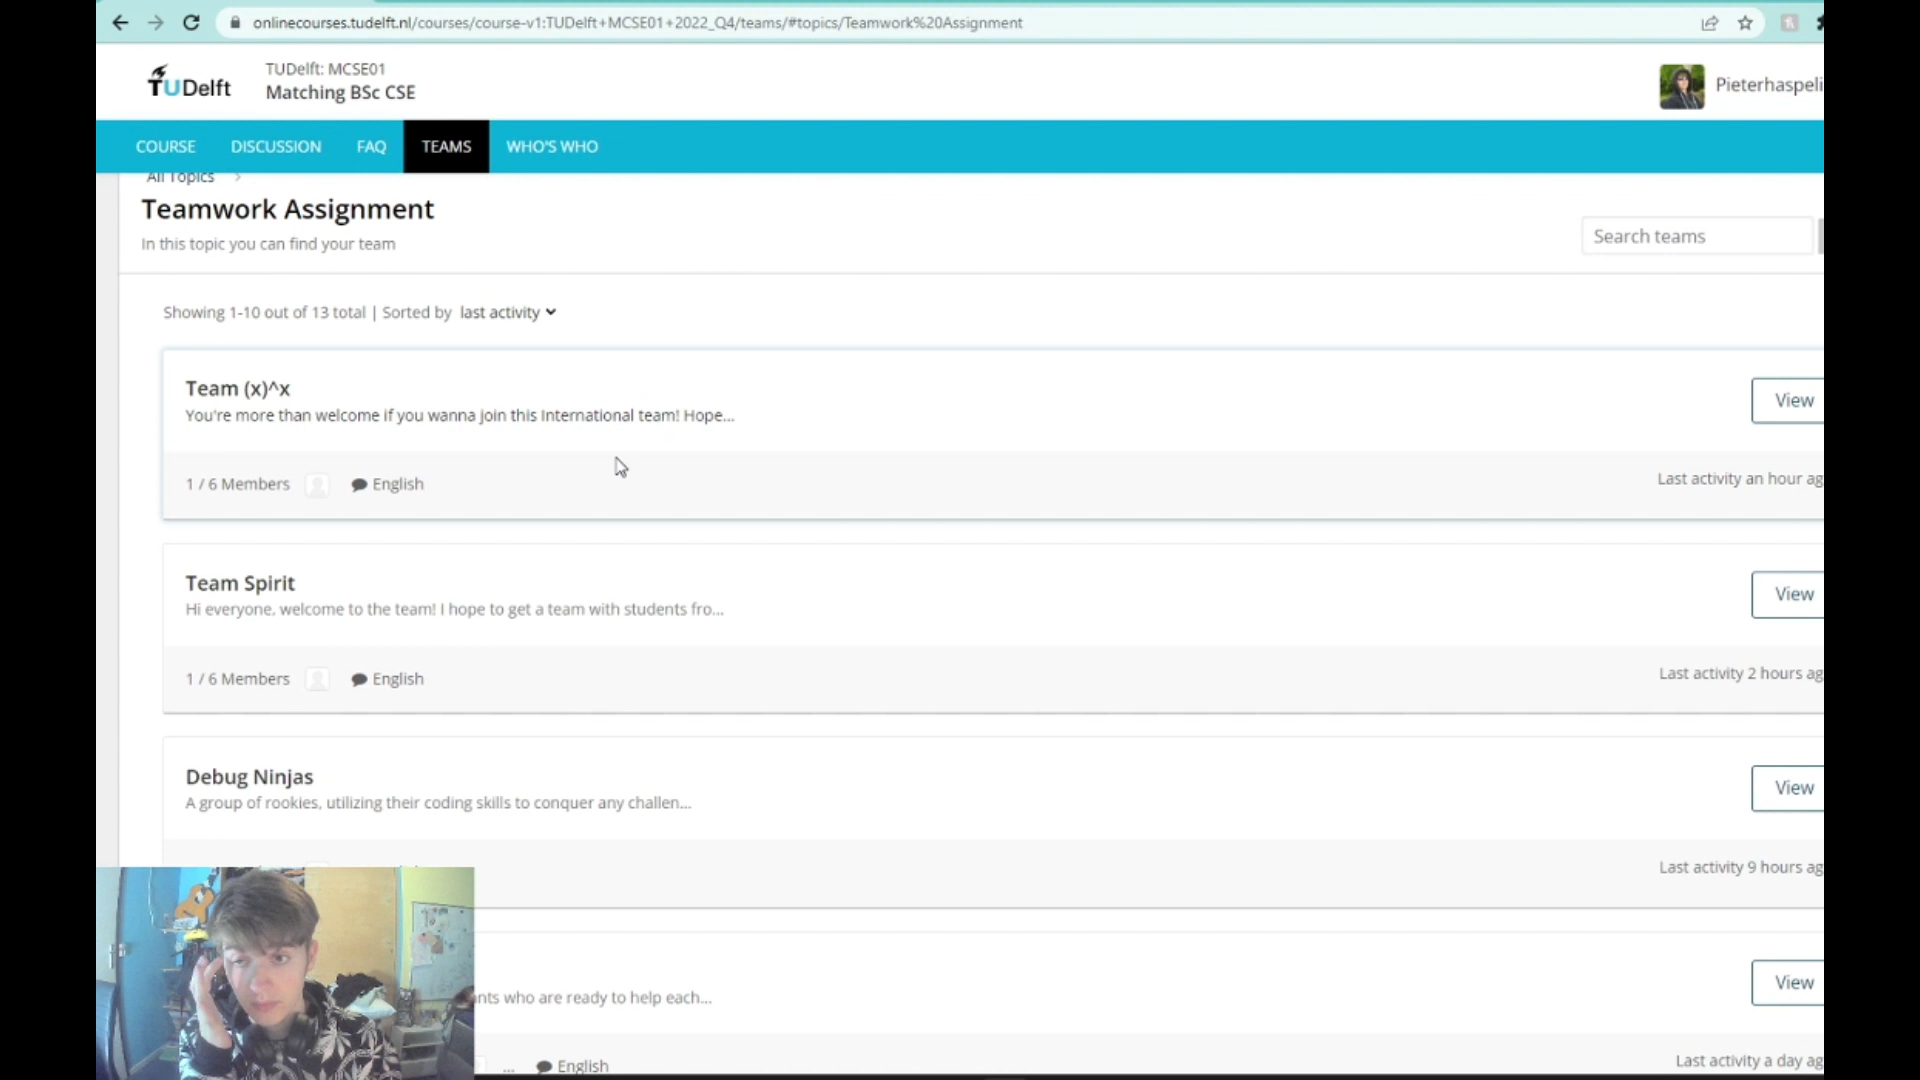 onlinecourses.tudelft.nl/courses/course-v1:TUDelft+MCSE01+2022_Q4/teams/#topics/Teamwork%20Assignment
TUDelft
TUDelft: MCSE01
Matching BSc CSE
Pieterhaspeli
COURSE DISCUSSION FAQ TEAMS WHO'S WHO
All Topics >
Teamwork Assignment
In this topic you can find your team
Search teams
Showing 1-10 out of 13 total | Sorted by last activity
Team (x)^x
You're more than welcome if you wanna join this International team! Hope...
View
1 / 6 Members English
Last activity an hour ag
Team Spirit
Hi everyone, welcome to the team! I hope to get a team with students fro...
View
1 / 6 Members English
Last activity 2 hours ag
Debug Ninjas
A group of rookies, utilizing their coding skills to conquer any challen...
View
Last activity 9 hours ag
nts who are ready to help each...
View
... English
Last activity a day ag